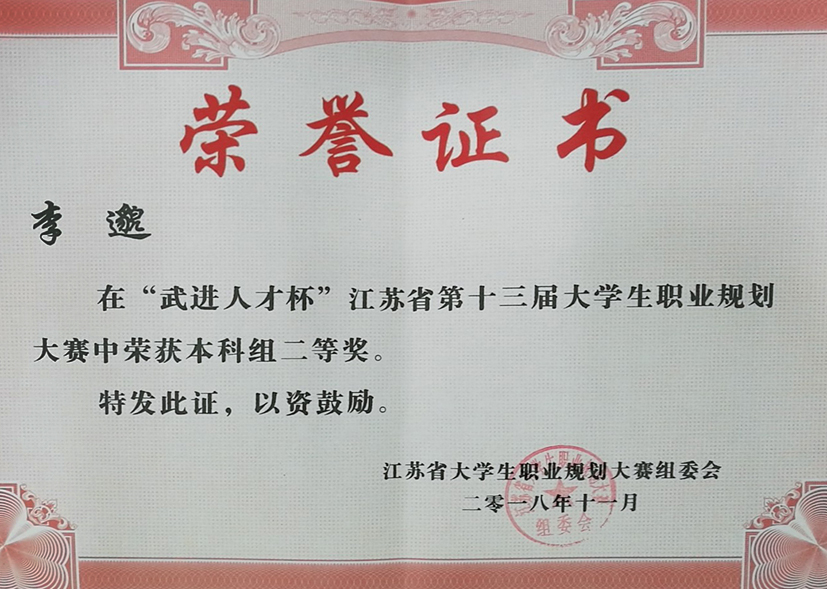 荣誉证书
李邈
在“武进人才杯”江苏省第十三届大学生职业规划
大赛中荣获本科组二等奖。
特发此证，以资鼓励。
江苏省大学生职业规划大赛组委会
二零一八年十一月
组委会